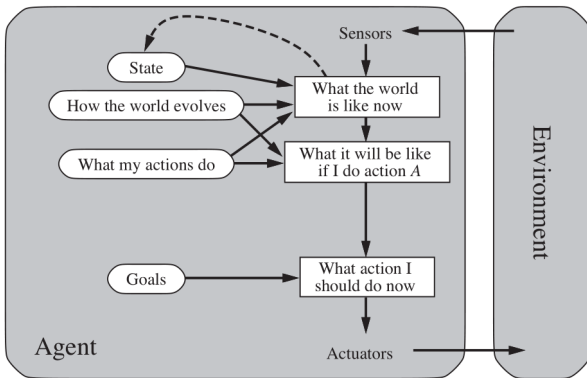 Sensors
State
What the world
is like now
How the world evolves
What my actions do
What it will be like
if I do action A
Goals
What action I
should do now
Agent
Actuators
Environment